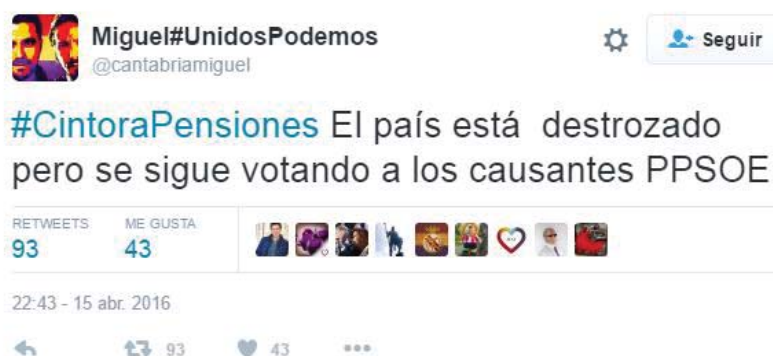 Miguel#UnidosPodemos
@cantabriamiguel
Seguir
#CintoraPensiones El país está destrozado
pero se sigue votando a los causantes PPSOE
RETWEETS ME GUSTA
93 43
22:43 - 15 abr. 2016
93 43